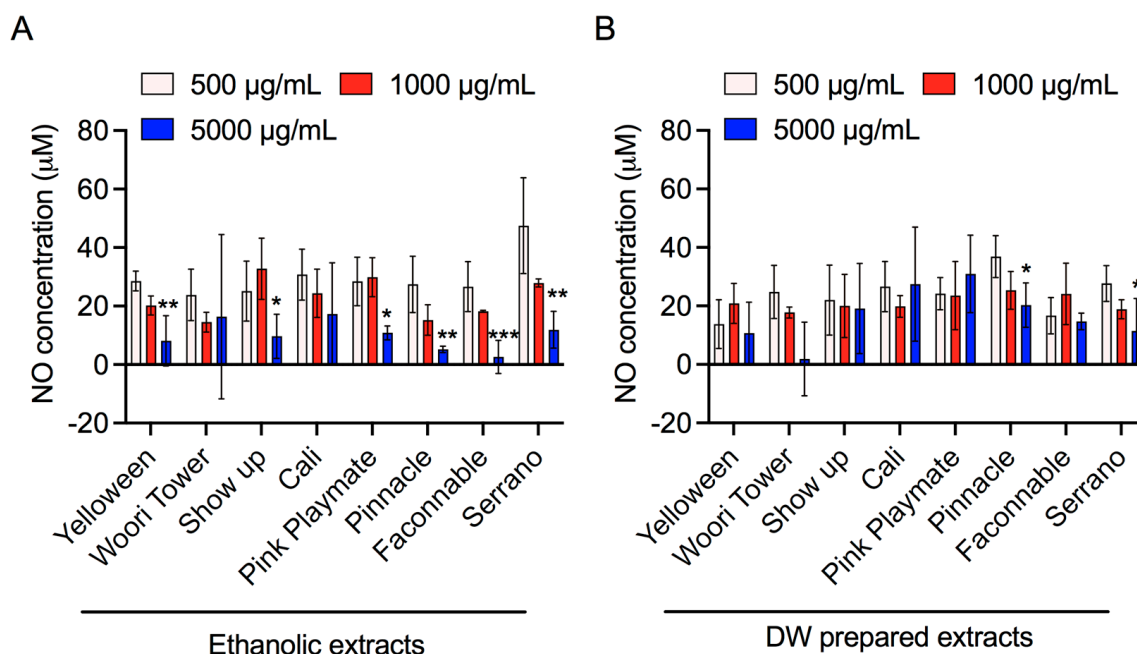 A
500 µg/mL 1000 µg/mL
5000 µg/mL
NO concentration (μM)
80
60
40
20
0
-20
** * * ** *** **
Yelloween
Woori Tower
Show up
Cali
Pink Playmate
Pinnacle
Faconnable
Serrano
Ethanolic extracts
B
500 µg/mL 1000 µg/mL
5000 µg/mL
NO concentration (μM)
80
60
40
20
0
-20
*
Yelloween
Woori Tower
Show up
Cali
Pink Playmate
Pinnacle
Faconnable
Serrano
DW prepared extracts